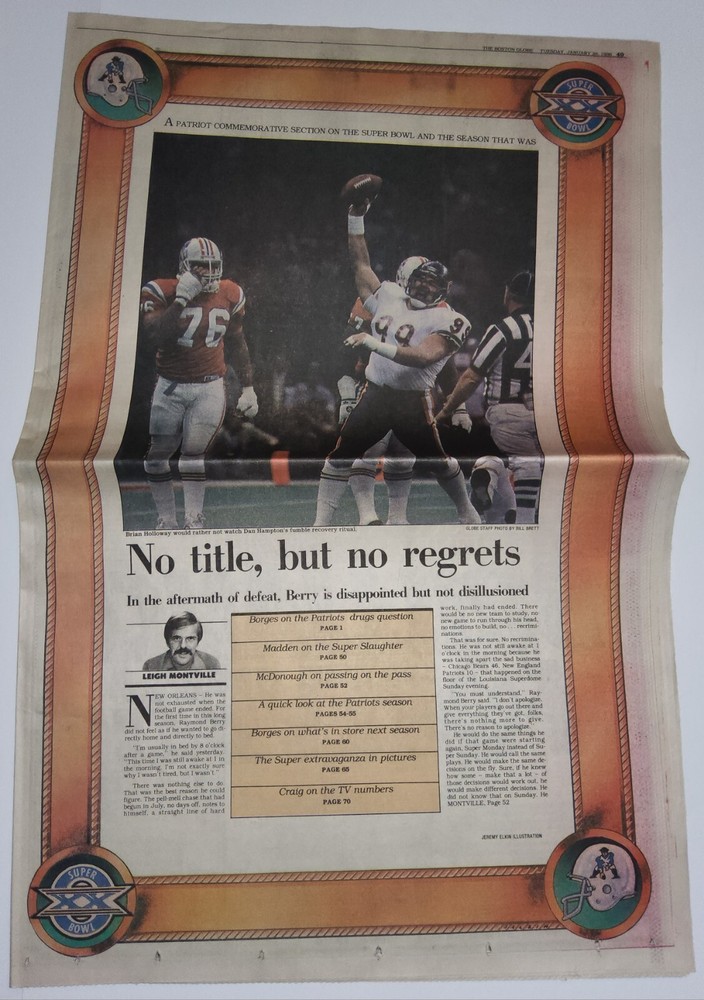 THE BOSTON GLOBE TUESDAY, JANUARY 28, 1986
SUPER
XX
BOWL
A PATRIOT COMMEMORATIVE SECTION ON THE SUPER BOWL AND THE SEASON THAT WAS
76
99
99
4
Brian Holloway would rather not watch Dan Hampton's fumble recovery ritual.
GLOBE STAFF PHOTO BY BILL BRETT
No title, but no regrets
In the aftermath of defeat, Berry is disappointed but not disillusioned
LEIGH MONTVILLE
NEW ORLEANS – He was
not exhausted when the
football game ended. For
the first time in this long
season, Raymond Berry
did not feel as if he wanted to go di-
rectly home and directly to bed.
"I'm usually in bed by 8 o'clock
after a game," he said yesterday.
"This time I was still awake at 1 in
the morning. I'm not exactly sure
why I wasn't tired, but I wasn't."
There was nothing else to do.
That was the best reason he could
figure. The pell-mell chase that had
begun in July, no days off, notes to
himself, a straight line of hard
Borges on the Patriots drugs question
PAGE 1
Madden on the Super Slaughter
PAGE 50
McDonough on passing on the pass
PAGE 52
A quick look at the Patriots season
PAGES 54-55
Borges on what's in store next season
PAGE 60
The Super extravaganza in pictures
PAGE 65
Craig on the TV numbers
PAGE 70
work, finally had ended. There
would be no new team to study, no
new game to run through his head,
no emotions to build, no . . . recrimi-
nations.
That was for sure. No recrimina-
tions. He was not still awake at 1
o'clock in the morning because he
was taking apart the sad business
– Chicago Bears 46, New England
Patriots 10 – that happened on the
floor of the Louisiana Superdome
Sunday evening.
"You must understand," Ray-
mond Berry said. "I don't apologize.
When your players go out there and
give everything they've got, folks,
there's nothing more to give.
There's no reason to apologize."
He would do the same things he
did if that game were starting
again, Super Monday instead of Su-
per Sunday. He would call the same
plays. He would make the same de-
cisions on the fly. Sure, if he knew
how some – make that a lot – of
those decisions would work out, he
would make different decisions. He
did not know that on Sunday. He
MONTVILLE, Page 52
JEREMY ELKIN ILLUSTRATION
SUPER
XX
BOWL